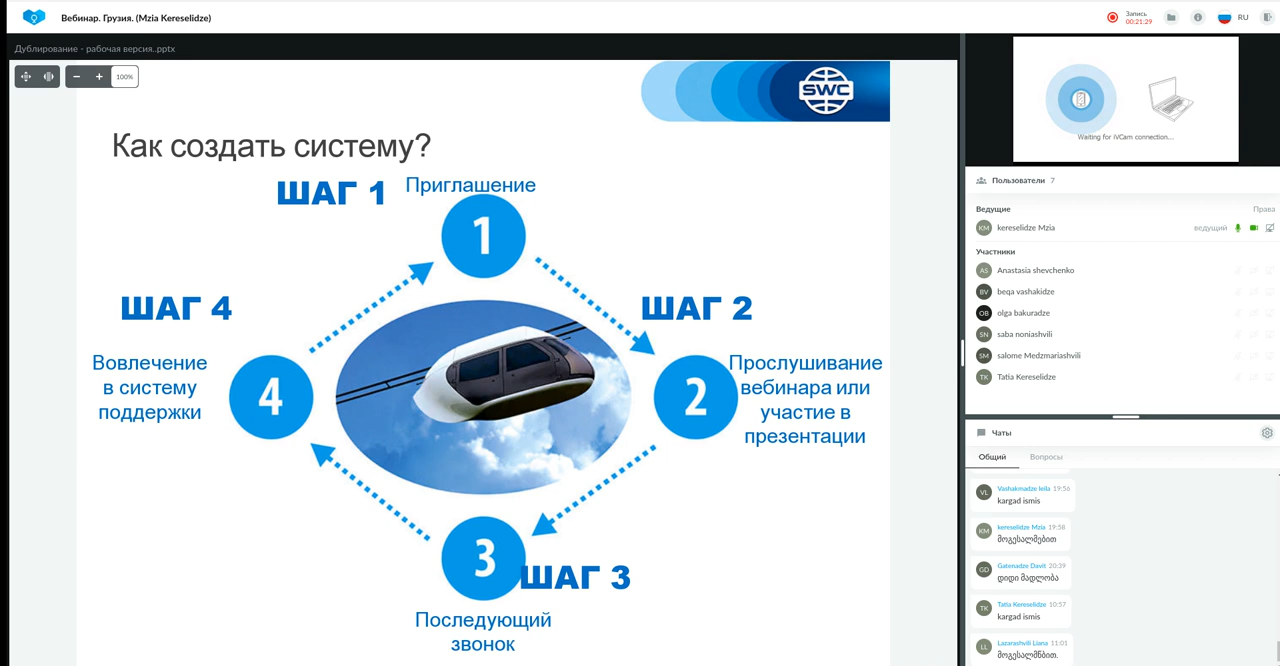 Вебинар. Грузия. (Mzia Kereselidze)
Запись
00:21:29
RU
Дублирование - рабочая версия..pptx
100%
SWC
Как создать систему?
ШАГ 1
Приглашение
1
ШАГ 4
ШАГ 2
Вовлечение
в систему
поддержки
4
2
Прослушивание
вебинара или
участие в
презентации
3
ШАГ 3
Последующий
звонок
Waiting for iVCam connection...
Пользователи 7
Ведущие Права
KM kereselidze Mzia ведущий
Участники
AS Anastasia shevchenko
BV beqa vashakidze
OB olga bakuradze
SN saba noniashvili
SM salome Medzmariashvili
TK Tatia Kereselidze
Чаты
Общий Вопросы
VL Vashakmadze leila 19:56
kargad ismis
KM kereselidze Mzia 19:58
მოგესალმებით
GD Gatenadze Davit 20:39
დიდი მადლობა
TK Tatia Kereselidze 10:57
kargad ismis
LL Lazarashvili Liana 11:01
მოგესალმნბით.